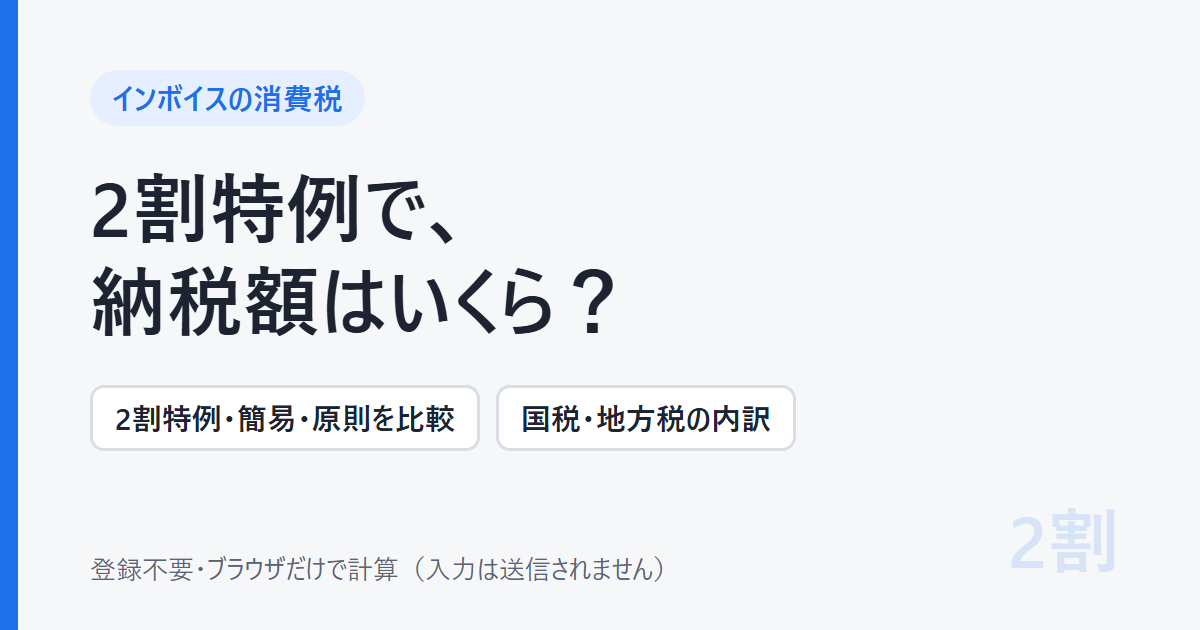 インボイスの消費税
2割特例で、
納税額はいくら？
2割特例・簡易・原則を比較
国税・地方税の内訳
2割
登録不要・ブラウザだけで計算（入力は送信されません）